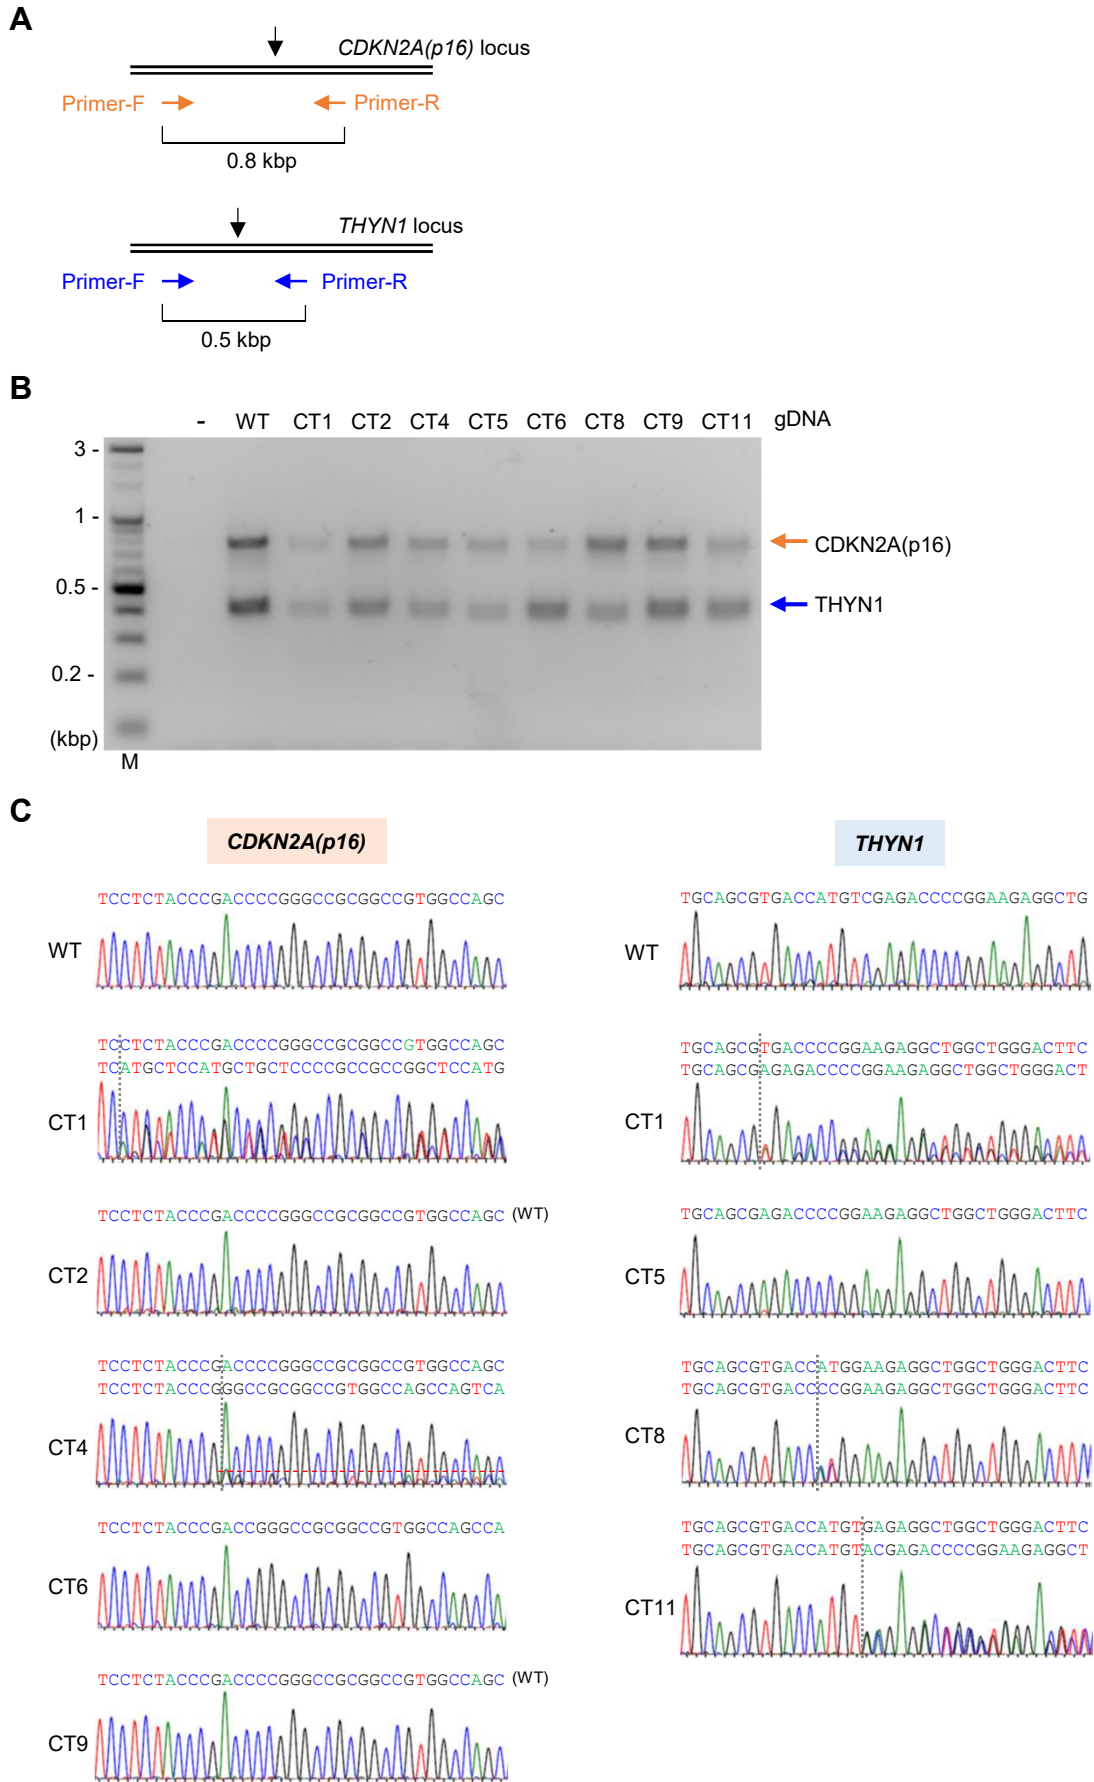 A
CDKN2A(p16) locus
Primer-F
Primer-R
0.8 kbp
THYN1 locus
Primer-F
Primer-R
0.5 kbp
B
- WT CT1 CT2 CT4 CT5 CT6 CT8 CT9 CT11 gDNA
3 -
1 -
CDKN2A(p16)
0.5 -
THYN1
0.2 -
(kbp)
M
C
CDKN2A(p16)
TCCTCTACCCGACCCCGGGCCGCGGCCGTGGCCAGC
WT
TCCTCTACCCGACCCCGGGCCGCGGCCGTGGCCAGC
TCATGCTCCATGCTGCTCCCCGCCGCCGGCTCCATG
CT1
TCCTCTACCCGACCCCGGGCCGCGGCCGTGGCCAGC (WT)
CT2
TCCTCTACCCGACCCCGGGCCGCGGCCGTGGCCAGC
TCCTCTACCCGGGCCGCGGCCGTGGCCAGCCAGTCA
CT4
TCCTCTACCCGACCGGGCCGCGGCCGTGGCCAGCCA
CT6
TCCTCTACCCGACCCCGGGCCGCGGCCGTGGCCAGC (WT)
CT9
THYN1
TGCAGCGTGACCATGTCGAGACCCCGGAAGAGGCTG
WT
TGCAGCGTGACCCCGGAAGAGGCTGGCTGGGACTTC
TGCAGCGAGAGACCCCGGAAGAGGCTGGCTGGGACT
CT1
TGCAGCGAGACCCCGGAAGAGGCTGGCTGGGACTTC
CT5
TGCAGCGTGACCATGGAAGAGGCTGGCTGGGACTTC
TGCAGCGTGACCCCGGAAGAGGCTGGCTGGGACTTC
CT8
TGCAGCGTGACCATGTGAGAGGCTGGCTGGGACTTC
TGCAGCGTGACCATGTACGAGACCCCGGAAGAGGCT
CT11